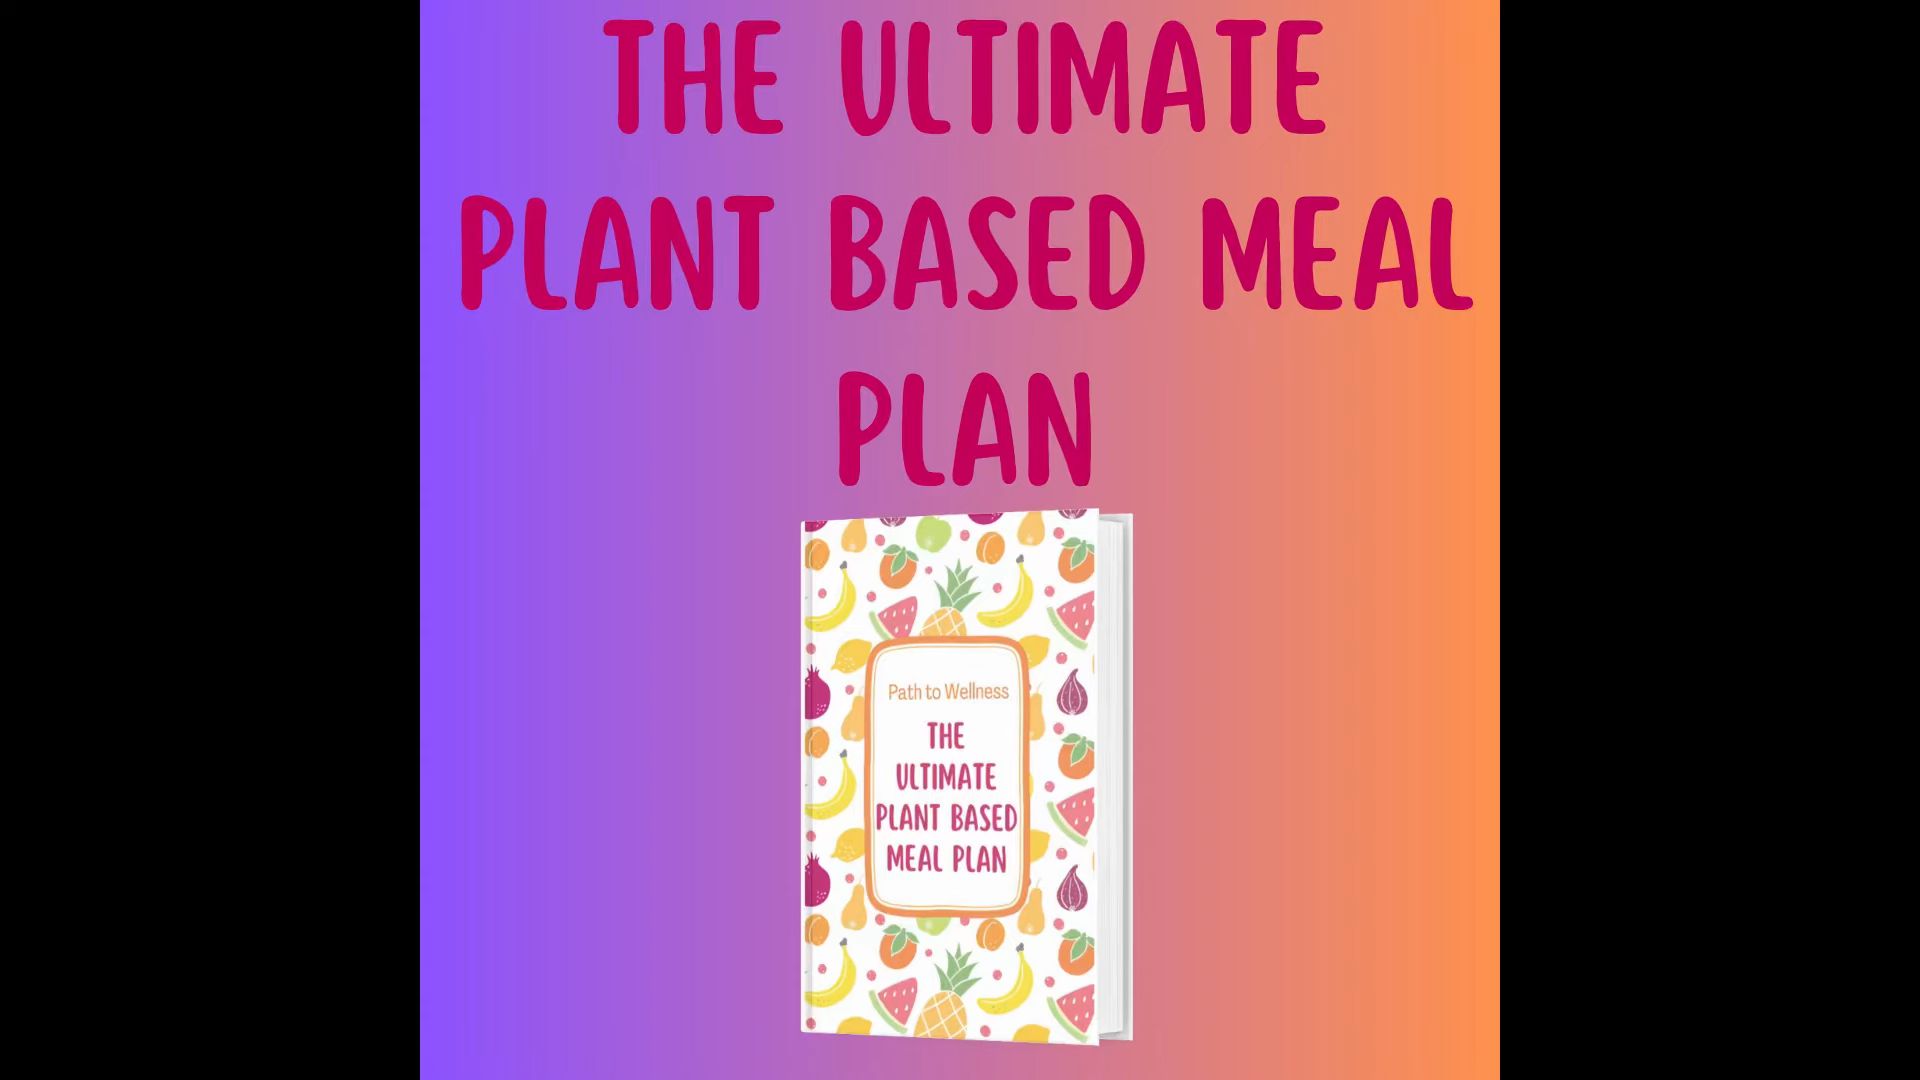 THE ULTIMATE
PLANT BASED MEAL
PLAN
Path to Wellness
THE
ULTIMATE
PLANT BASED
MEAL PLAN